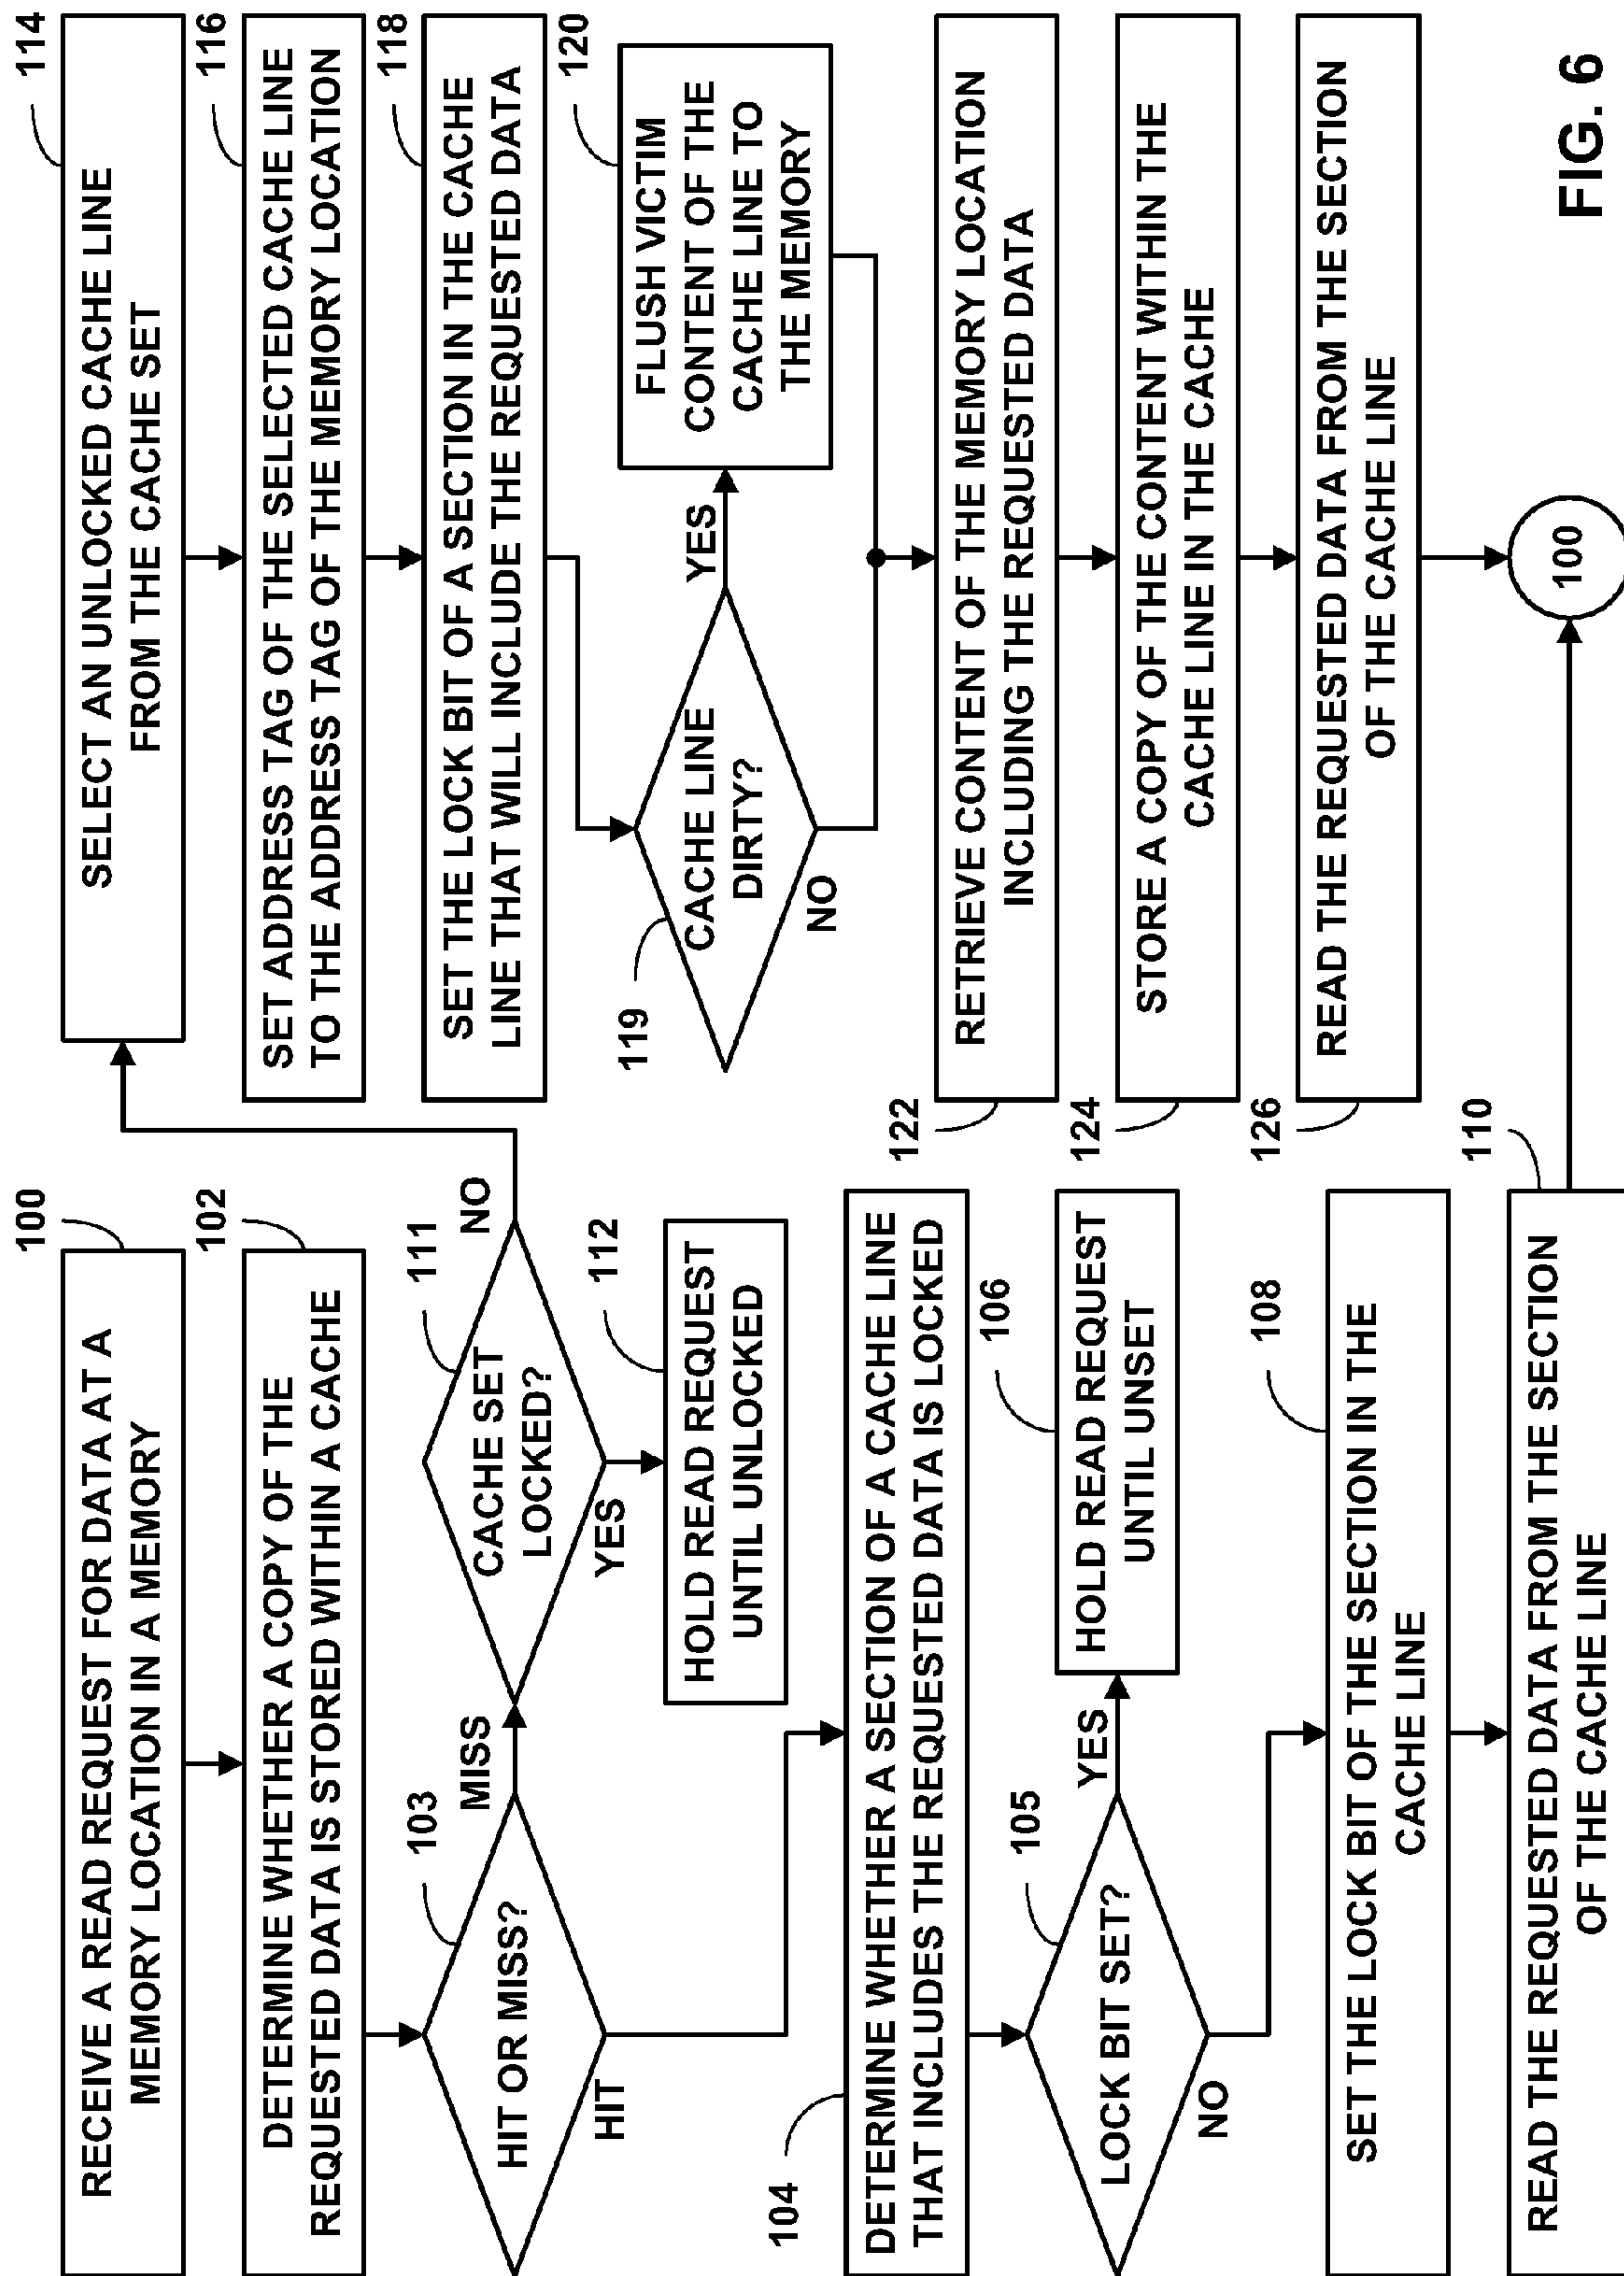 100
RECEIVE A READ REQUEST FOR DATA AT A
MEMORY LOCATION IN A MEMORY
102
DETERMINE WHETHER A COPY OF THE
REQUESTED DATA IS STORED WITHIN A CACHE
103
HIT OR MISS?
MISS
HIT
111
CACHE SET
LOCKED?
NO
YES
112
HOLD READ REQUEST
UNTIL UNLOCKED
104
DETERMINE WHETHER A SECTION OF A CACHE LINE
THAT INCLUDES THE REQUESTED DATA IS LOCKED
105
LOCK BIT SET?
YES
NO
106
HOLD READ REQUEST
UNTIL UNSET
108
SET THE LOCK BIT OF THE SECTION IN THE
CACHE LINE
110
READ THE REQUESTED DATA FROM THE SECTION
OF THE CACHE LINE
114
SELECT AN UNLOCKED CACHE LINE
FROM THE CACHE SET
116
SET ADDRESS TAG OF THE SELECTED CACHE LINE
TO THE ADDRESS TAG OF THE MEMORY LOCATION
118
SET THE LOCK BIT OF A SECTION IN THE CACHE
LINE THAT WILL INCLUDE THE REQUESTED DATA
119
CACHE LINE
DIRTY?
YES
NO
120
FLUSH VICTIM
CONTENT OF THE
CACHE LINE TO
THE MEMORY
122
RETRIEVE CONTENT OF THE MEMORY LOCATION
INCLUDING THE REQUESTED DATA
124
STORE A COPY OF THE CONTENT WITHIN THE
CACHE LINE IN THE CACHE
126
READ THE REQUESTED DATA FROM THE SECTION
OF THE CACHE LINE
100
FIG. 6